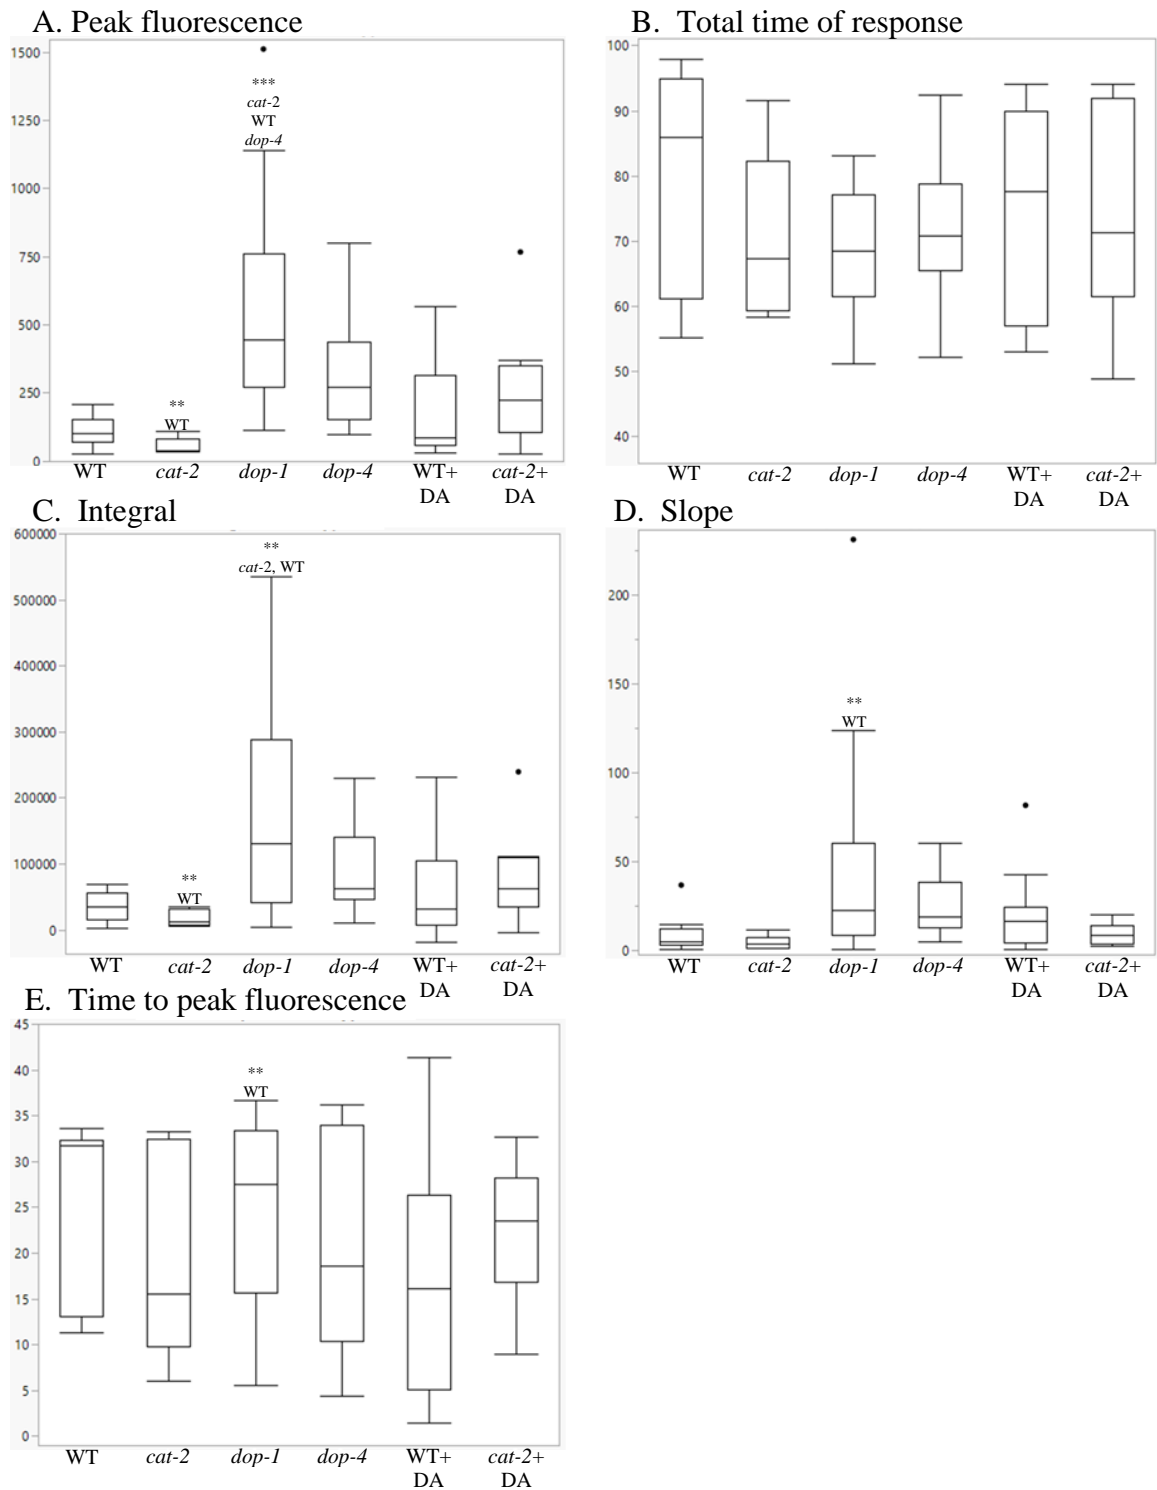 A. Peak fluorescence
1500
1250
1000
750
500
250
0
***
cat-2
WT
dop-4
**
WT
WT cat-2 dop-1 dop-4 WT+ cat-2+
DA DA
B. Total time of response
100
90
80
70
60
50
40
WT cat-2 dop-1 dop-4 WT+ cat-2+
DA DA
C. Integral
600000
500000
400000
300000
200000
100000
0
**
cat-2, WT
**
WT
WT cat-2 dop-1 dop-4 WT+ cat-2+
DA DA
D. Slope
200
150
100
50
0
**
WT
WT cat-2 dop-1 dop-4 WT+ cat-2+
DA DA
E. Time to peak fluorescence
45
40
35
30
25
20
15
10
5
0
**
WT
WT cat-2 dop-1 dop-4 WT+ cat-2+
DA DA